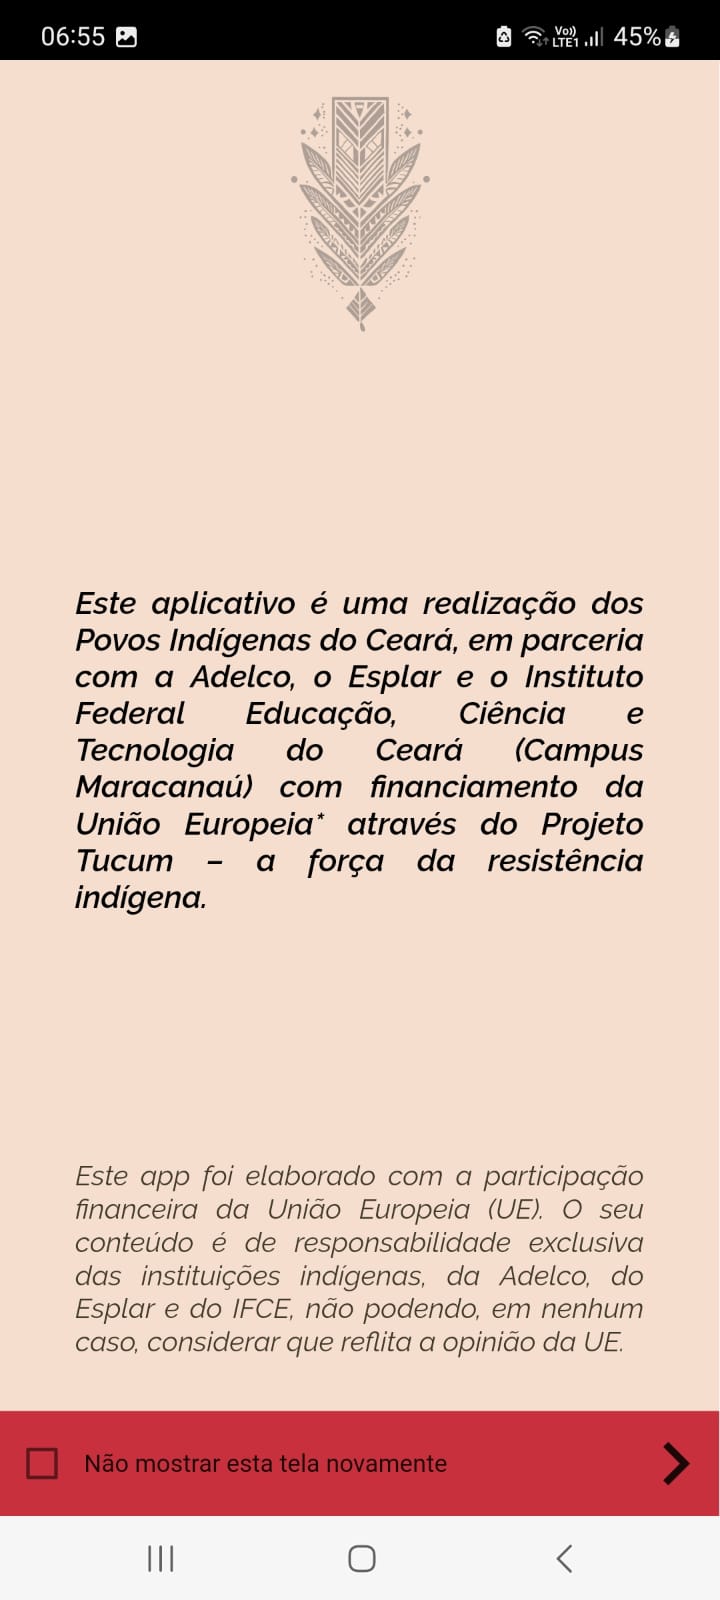 06:55
Vo)) LTE1 45%
Este aplicativo é uma realização dos
Povos Indígenas do Ceará, em parceria
com a Adelco, o Esplar e o Instituto
Federal Educação, Ciência e
Tecnologia do Ceará (Campus
Maracanaú) com financiamento da
União Europeia* através do Projeto
Tucum – a força da resistência
indígena.
Este app foi elaborado com a participação
financeira da União Europeia (UE). O seu
conteúdo é de responsabilidade exclusiva
das instituições indígenas, da Adelco, do
Esplar e do IFCE, não podendo, em nenhum
caso, considerar que reflita a opinião da UE.
Não mostrar esta tela novamente